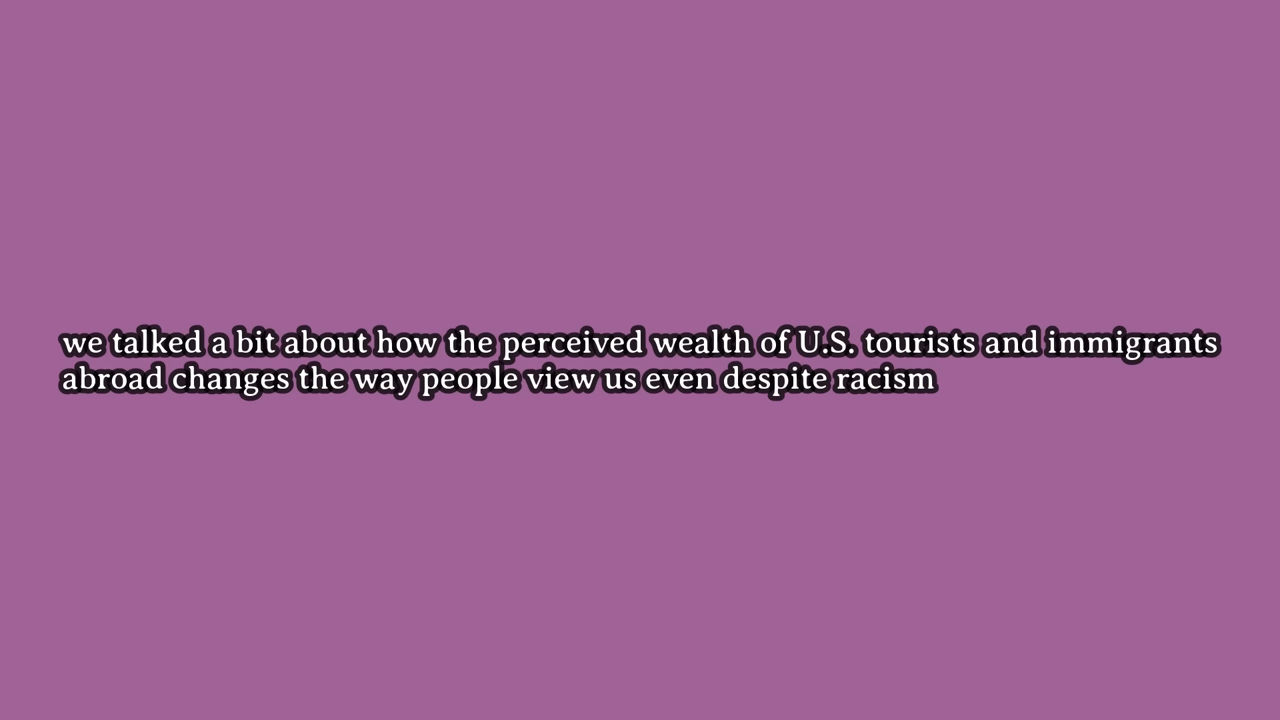 we talked a bit about how the perceived wealth of U.S. tourists and immigrants
abroad changes the way people view us even despite racism